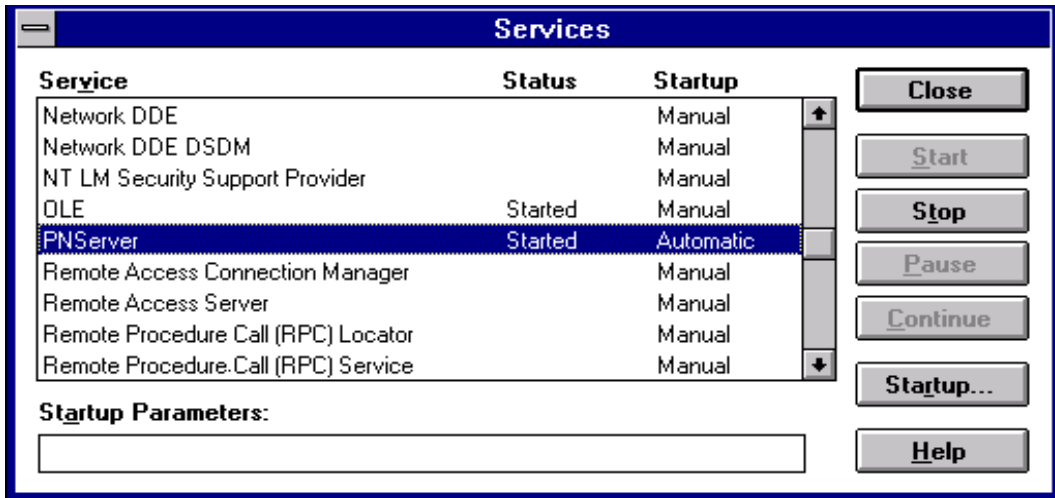 Services
Service Status Startup
Network DDE Manual
Network DDE DSDM Manual
NT LM Security Support Provider Manual
OLE Started Manual
PNServer Started Automatic
Remote Access Connection Manager Manual
Remote Access Server Manual
Remote Procedure Call (RPC) Locator Manual
Remote Procedure Call (RPC) Service Manual
Startup Parameters:
Close
Start
Stop
Pause
Continue
Startup...
Help